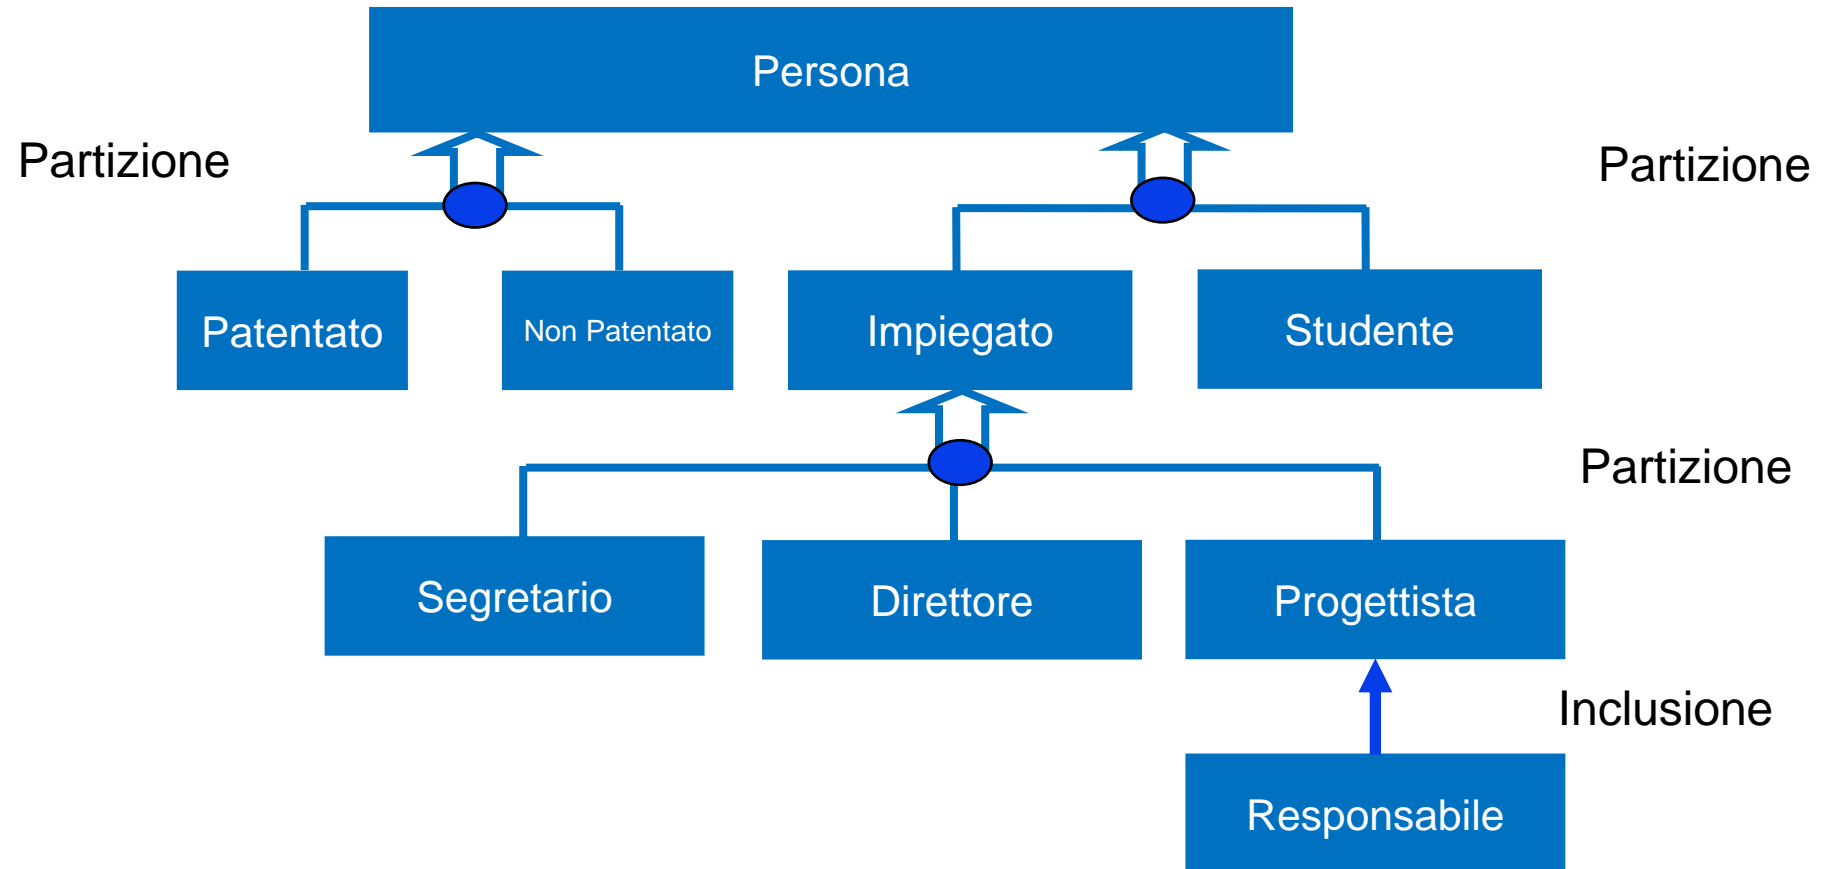 Persona
Partizione
Partizione
Patentato
Non Patentato
Impiegato
Studente
Partizione
Segretario
Direttore
Progettista
Inclusione
Responsabile